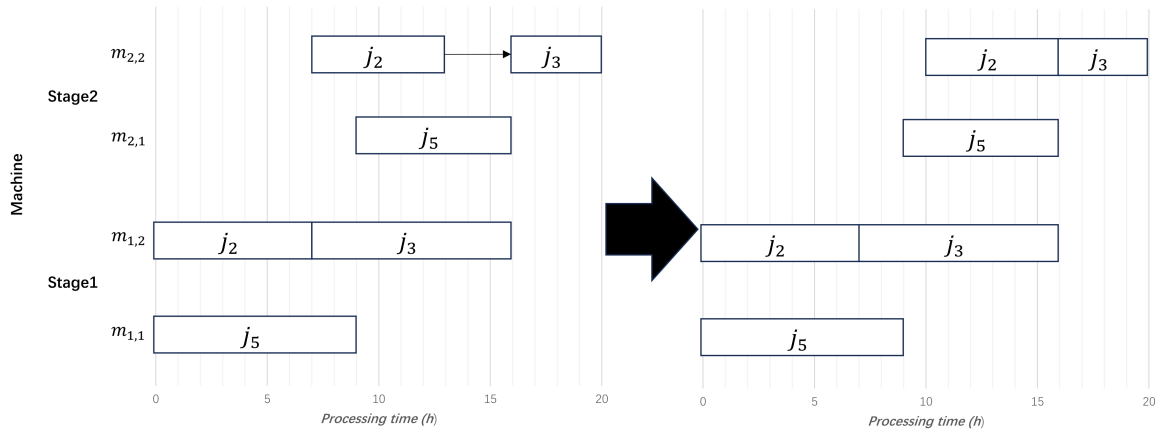 m2,2 j2 j3 j2 j3
Stage2
m2,1 j5 j5
Machine
m1,2 j2 j3 j2 j3
Stage1
m1,1 j5 j5
0 5 10 15 20 0 5 10 15 20
Processing time (h) Processing time (h)